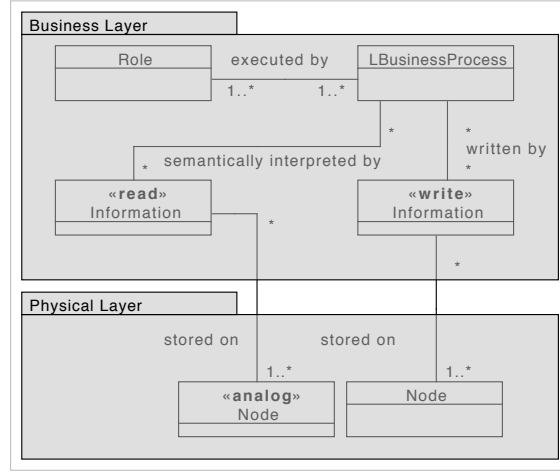 Business Layer
Role
executed by
LBusinessProcess
1..*
1..*
*
*
written by
semantically interpreted by
*
*
«read»
Information
«write»
Information
*
*
Physical Layer
stored on
stored on
1..*
1..*
«analog»
Node
Node